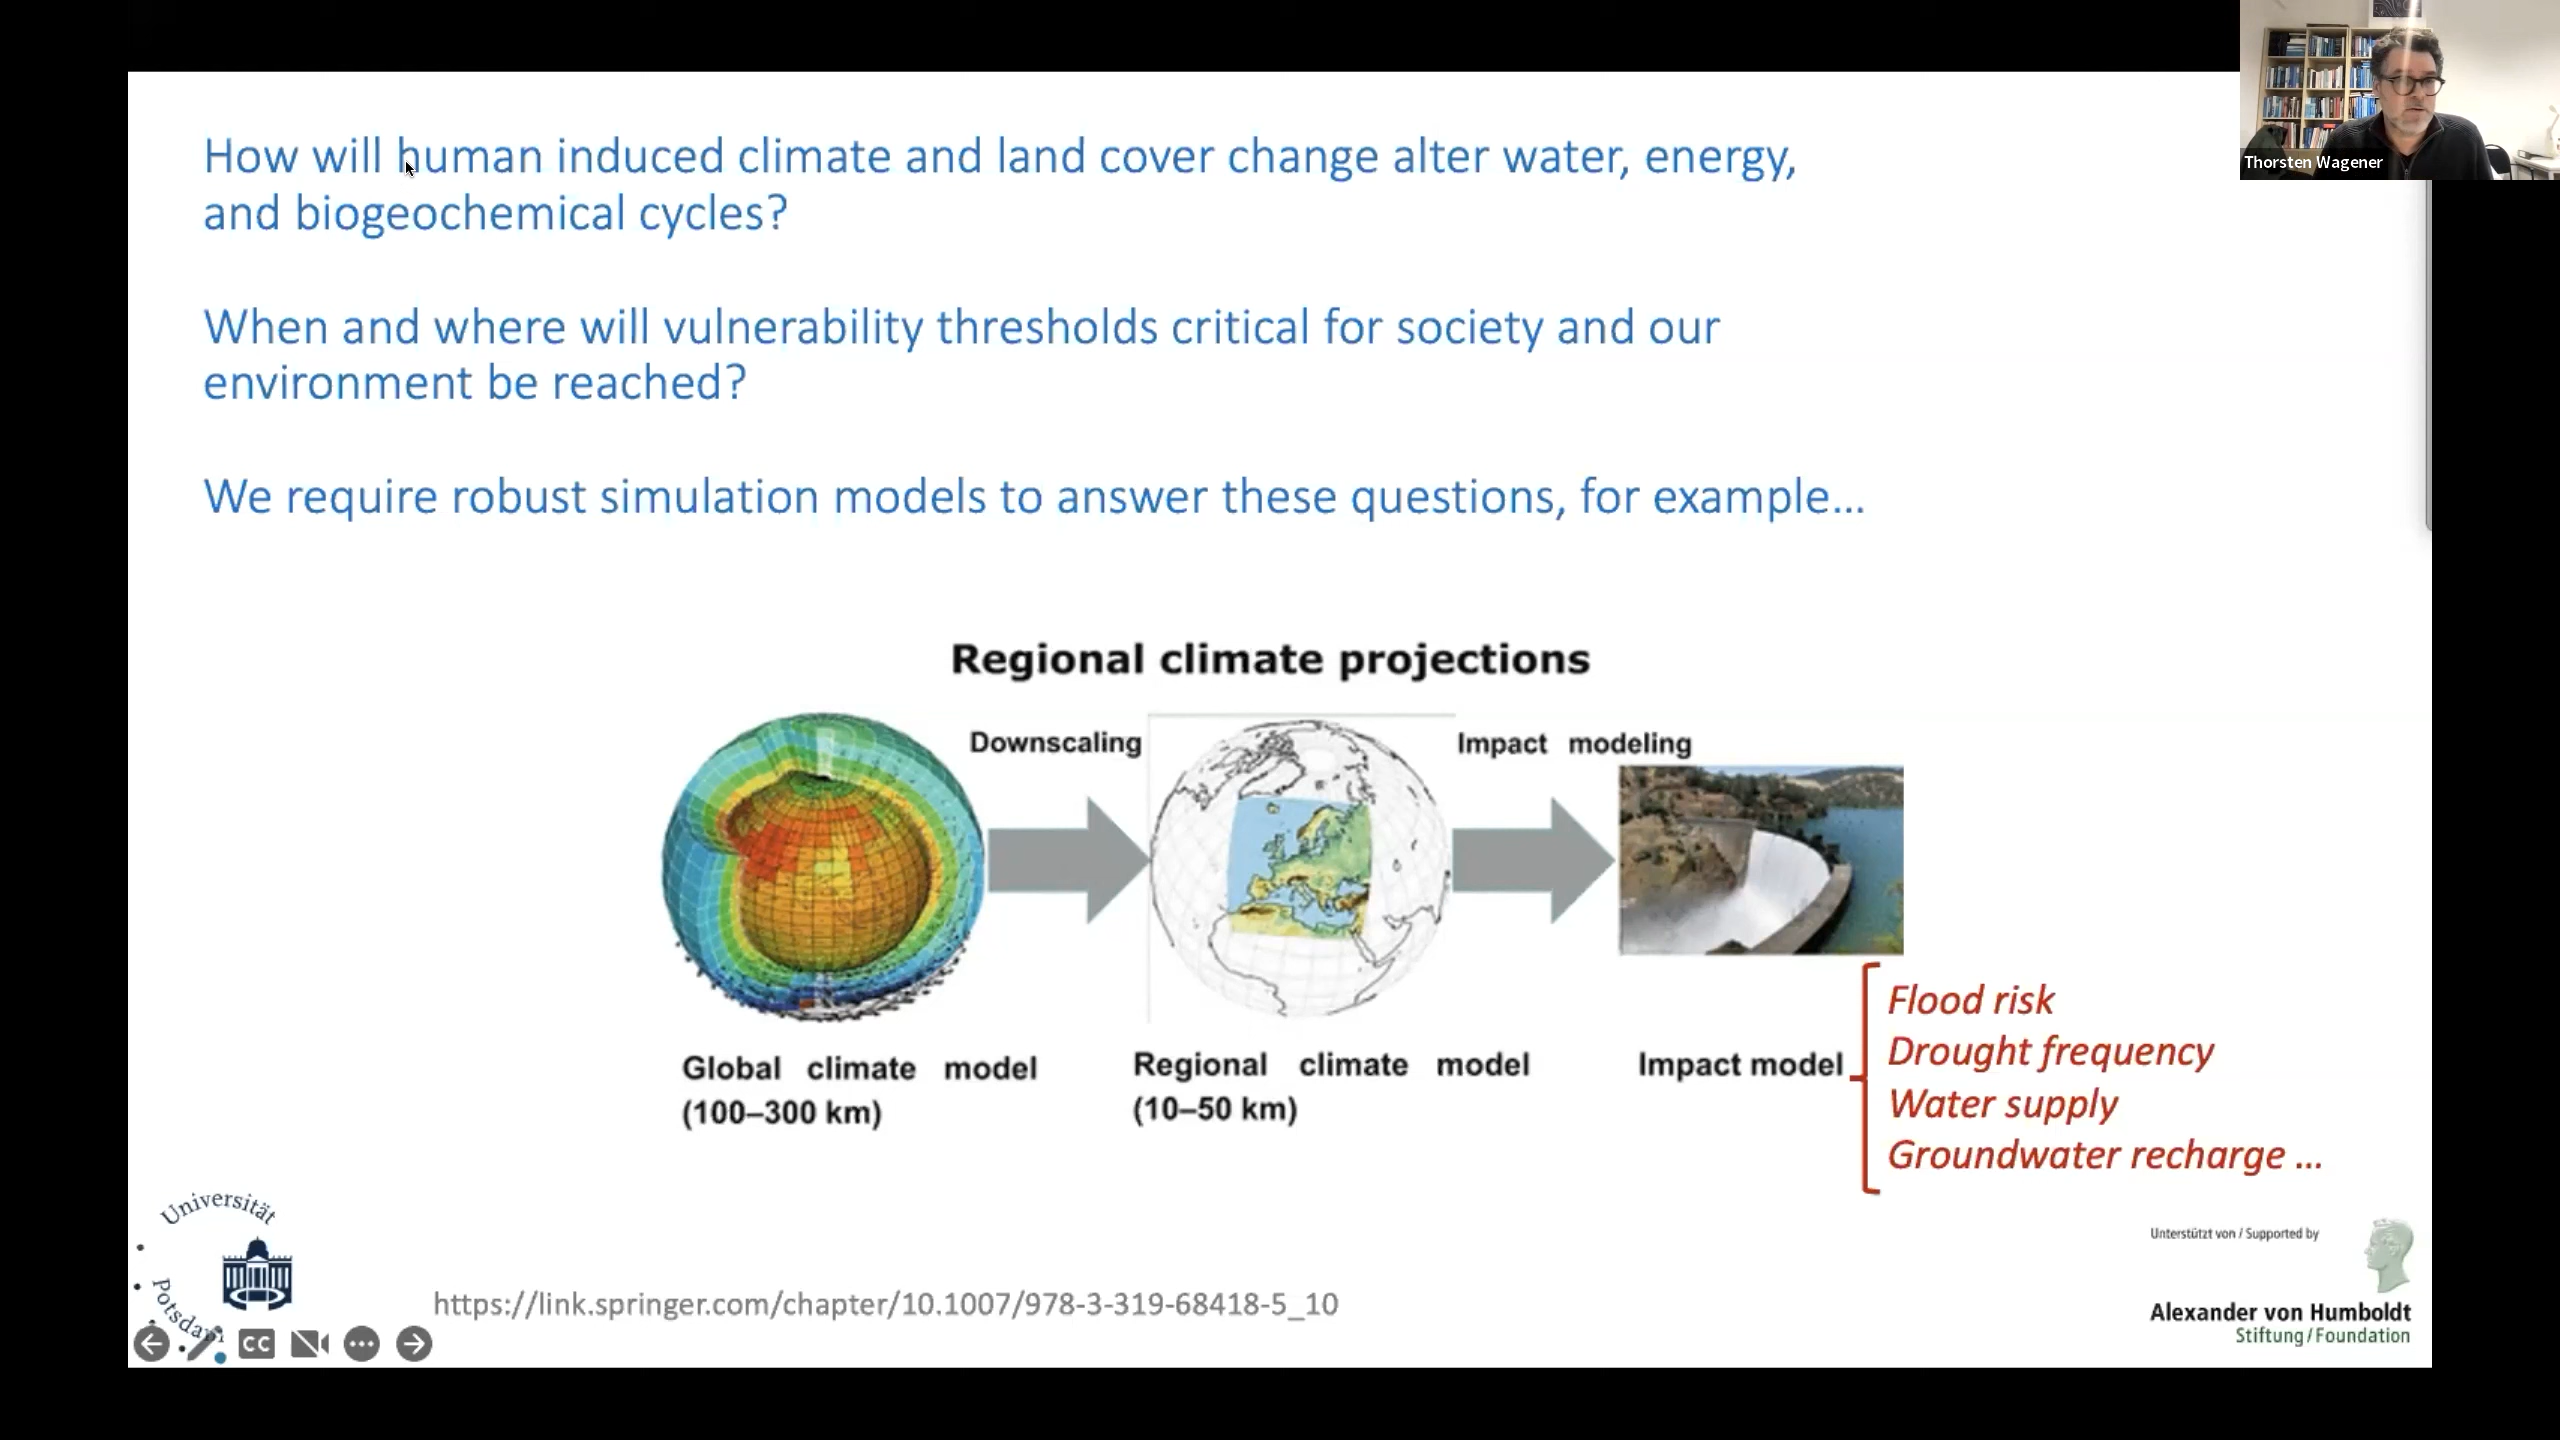 How will human induced climate and land cover change alter water, energy,
and biogeochemical cycles?
When and where will vulnerability thresholds critical for society and our
environment be reached?
We require robust simulation models to answer these questions, for example...
Regional climate projections
Downscaling
Impact modeling
Global climate model
(100–300 km)
Regional climate model
(10–50 km)
Impact model
Flood risk
Drought frequency
Water supply
Groundwater recharge ...
Universität
Potsdam
https://link.springer.com/chapter/10.1007/978-3-319-68418-5_10
Unterstützt von / Supported by
Alexander von Humboldt
Stiftung/Foundation
CC
Thorsten Wagener